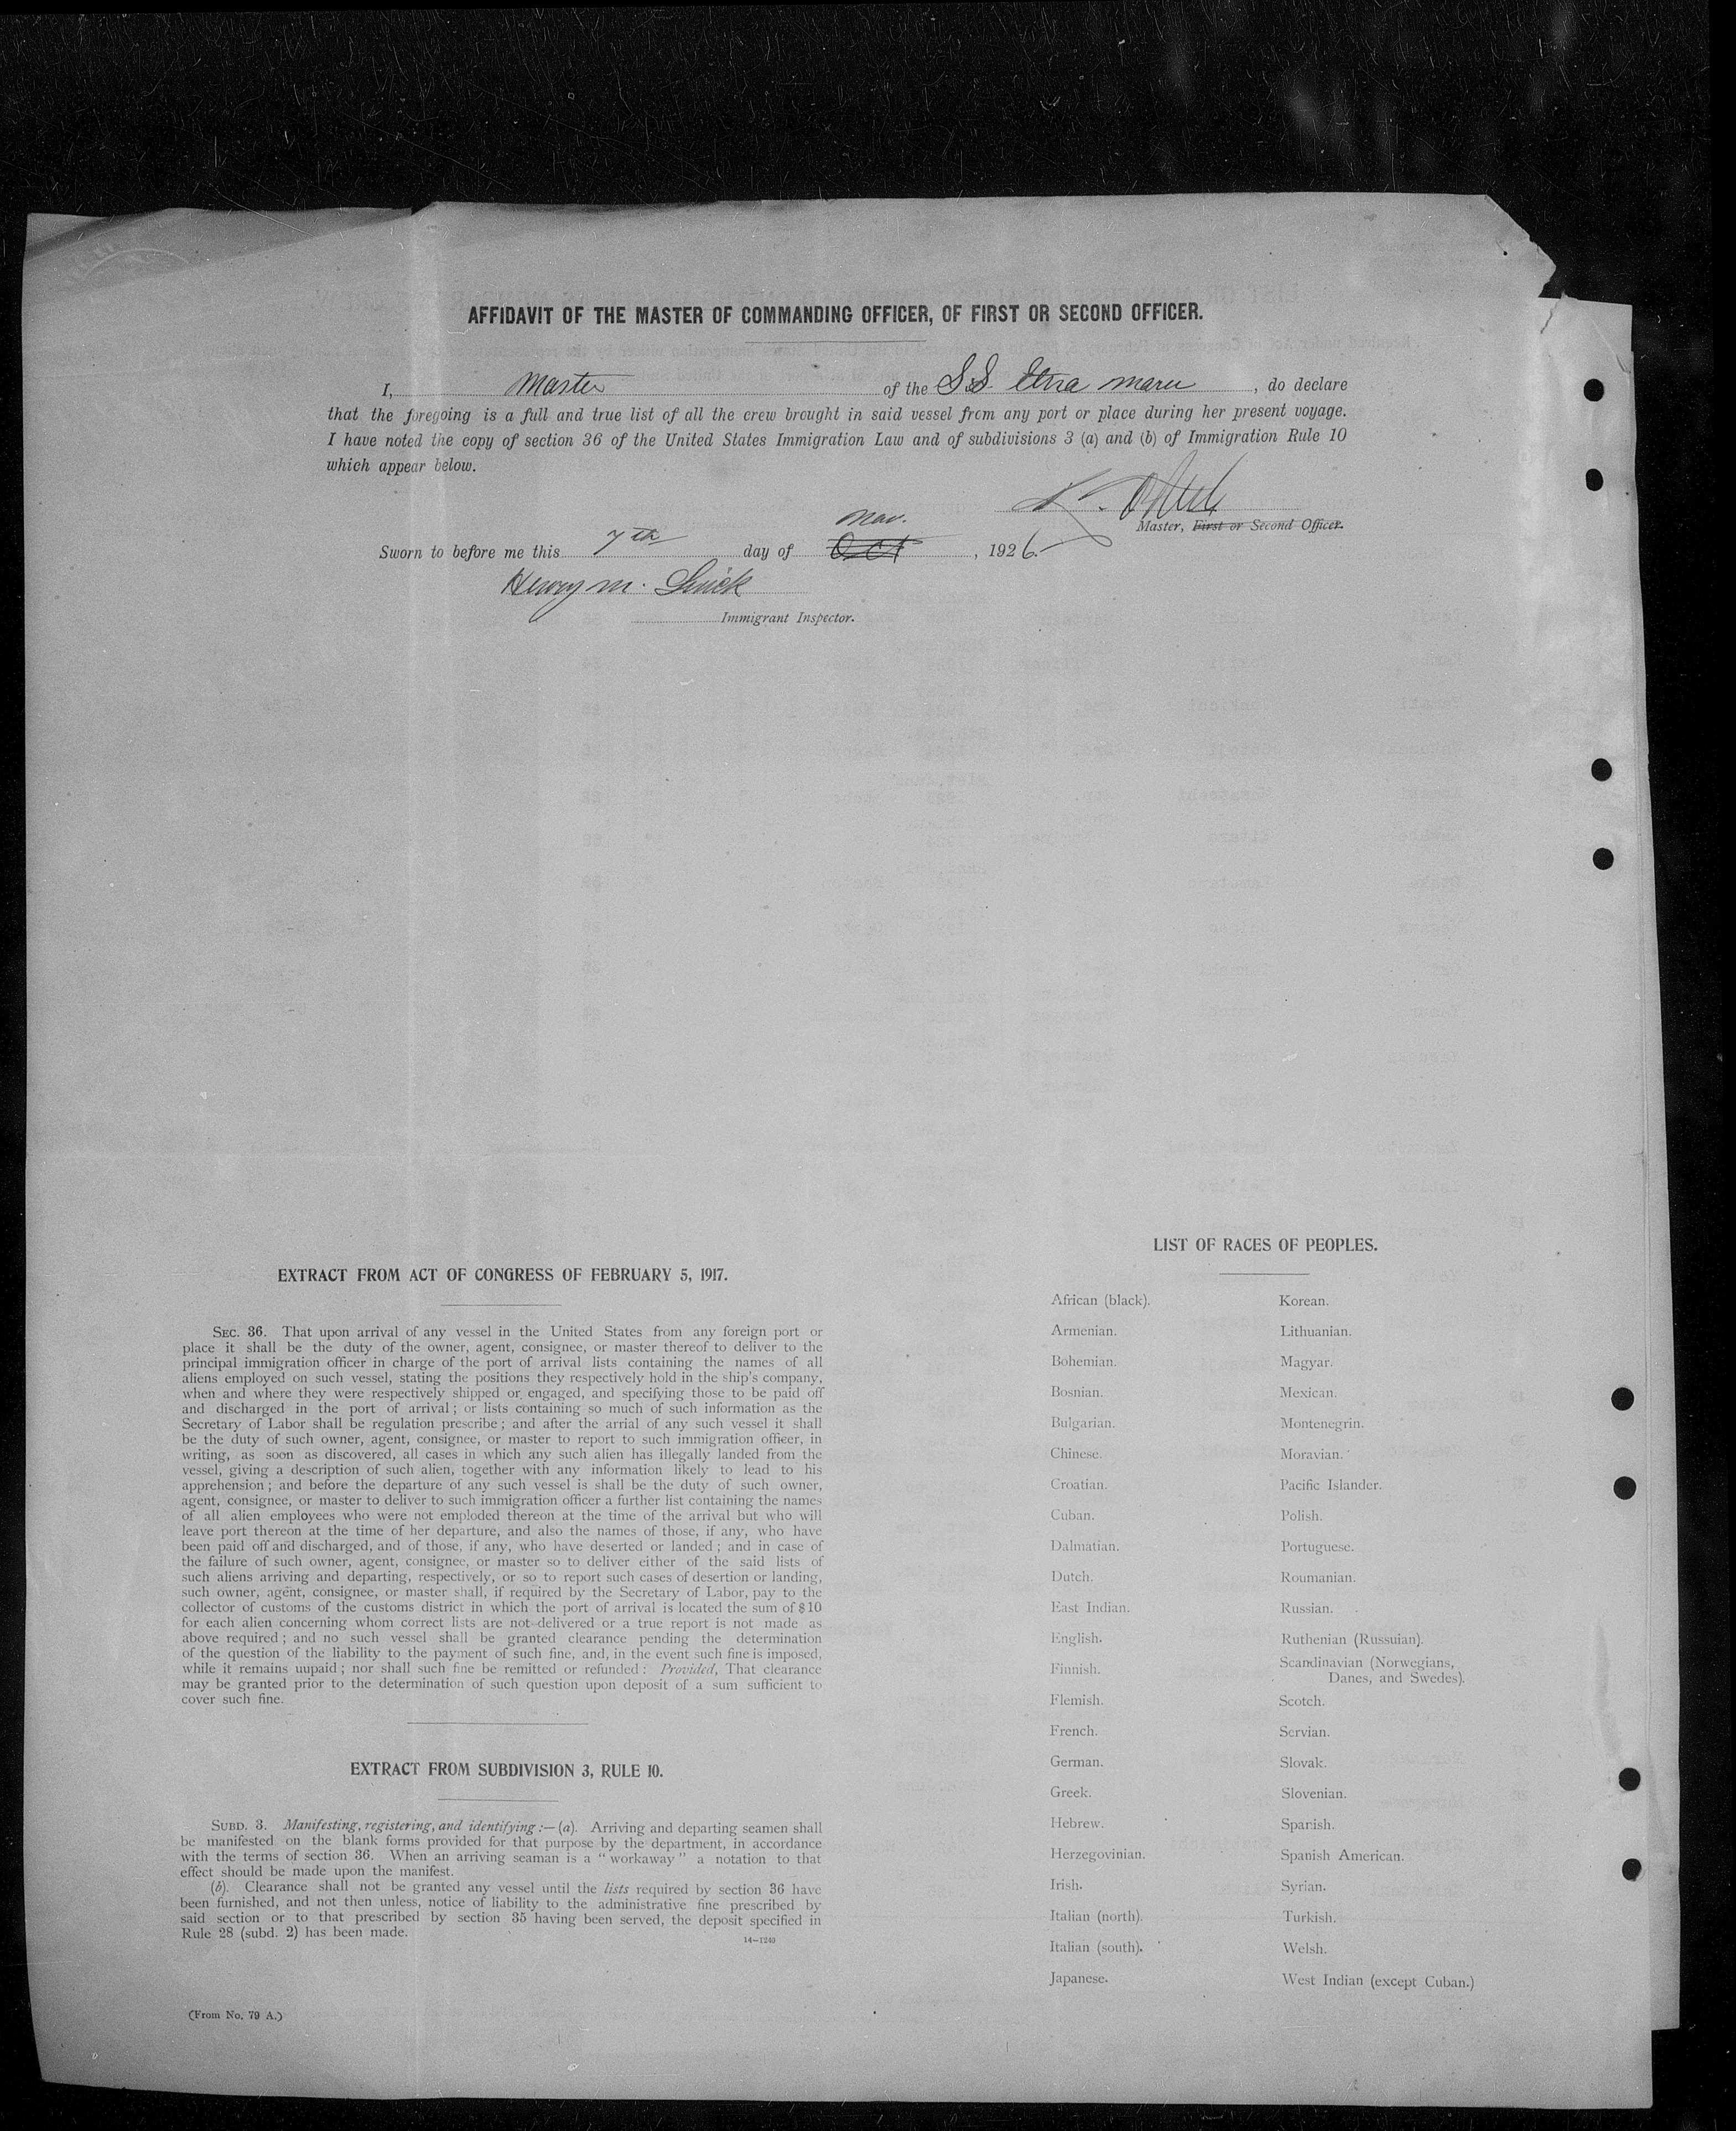 AFFIDAVIT OF THE MASTER OF COMMANDING OFFICER, OF FIRST OR SECOND OFFICER.
I, Master of the S.S. Etna maru, do declare
that the foregoing is a full and true list of all the crew brought in said vessel from any port or place during her present voyage.
I have noted the copy of section 36 of the United States Immigration Law and of subdivisions 3 (a) and (b) of Immigration Rule 10
which appear below.
K.
Master, First or Second Officer.
Nov.
Sworn to before me this 7th day of Oct, 1926.
Henry M.
Immigrant Inspector.
EXTRACT FROM ACT OF CONGRESS OF FEBRUARY 5, 1917.
SEC. 36. That upon arrival of any vessel in the United States from any foreign port or
place it shall be the duty of the owner, agent, consignee, or master thereof to deliver to the
principal immigration officer in charge of the port of arrival lists containing the names of all
aliens employed on such vessel, stating the positions they respectively hold in the ship's company,
when and where they were respectively shipped or engaged, and specifying those to be paid off
and discharged in the port of arrival; or lists containing so much of such information as the
Secretary of Labor shall be regulation prescribe; and after the arrial of any such vessel it shall
be the duty of such owner, agent, consignee, or master to report to such immigration officer, in
writing, as soon as discovered, all cases in which any such alien has illegally landed from the
vessel, giving a description of such alien, together with any information likely to lead to his
apprehension; and before the departure of any such vessel is shall be the duty of such owner,
agent, consignee, or master to deliver to such immigration officer a further list containing the names
of all alien employees who were not emploded thereon at the time of the arrival but who will
leave port thereon at the time of her departure, and also the names of those, if any, who have
been paid off and discharged, and of those, if any, who have deserted or landed; and in case of
the failure of such owner, agent, consignee, or master so to deliver either of the said lists of
such aliens arriving and departing, respectively, or so to report such cases of desertion or landing,
such owner, agent, consignee, or master shall, if required by the Secretary of Labor, pay to the
collector of customs of the customs district in which the port of arrival is located the sum of $10
for each alien concerning whom correct lists are not delivered or a true report is not made as
above required; and no such vessel shall be granted clearance pending the determination
of the question of the liability to the payment of such fine, and, in the event such fine is imposed,
while it remains uupaid; nor shall such fine be remitted or refunded: Provided, That clearance
may be granted prior to the determination of such question upon deposit of a sum sufficient to
cover such fine.
EXTRACT FROM SUBDIVISION 3, RULE 10.
SUBD. 3. Manifesting, registering, and identifying:—(a). Arriving and departing seamen shall
be manifested on the blank forms provided for that purpose by the department, in accordance
with the terms of section 36. When an arriving seaman is a "workaway" a notation to that
effect should be made upon the manifest.
(b). Clearance shall not be granted any vessel until the lists required by section 36 have
been furnished, and not then unless, notice of liability to the administrative fine prescribed by
said section or to that prescribed by section 35 having been served, the deposit specified in
Rule 28 (subd. 2) has been made.
14—1240
(From No. 79 A.)
LIST OF RACES OF PEOPLES.
African (black).
Armenian.
Bohemian.
Bosnian.
Bulgarian.
Chinese.
Croatian.
Cuban.
Dalmatian.
Dutch.
East Indian.
English.
Finnish.
Flemish.
French.
German.
Greek.
Hebrew.
Herzegovinian.
Irish.
Italian (north).
Italian (south).
Japanese.
Korean.
Lithuanian.
Magyar.
Mexican.
Montenegrin.
Moravian.
Pacific Islander.
Polish.
Portuguese.
Roumanian.
Russian.
Ruthenian (Russuian).
Scandinavian (Norwegians,
Danes, and Swedes).
Scotch.
Servian.
Slovak.
Slovenian.
Spanish.
Spanish American.
Syrian.
Turkish.
Welsh.
West Indian (except Cuban.)